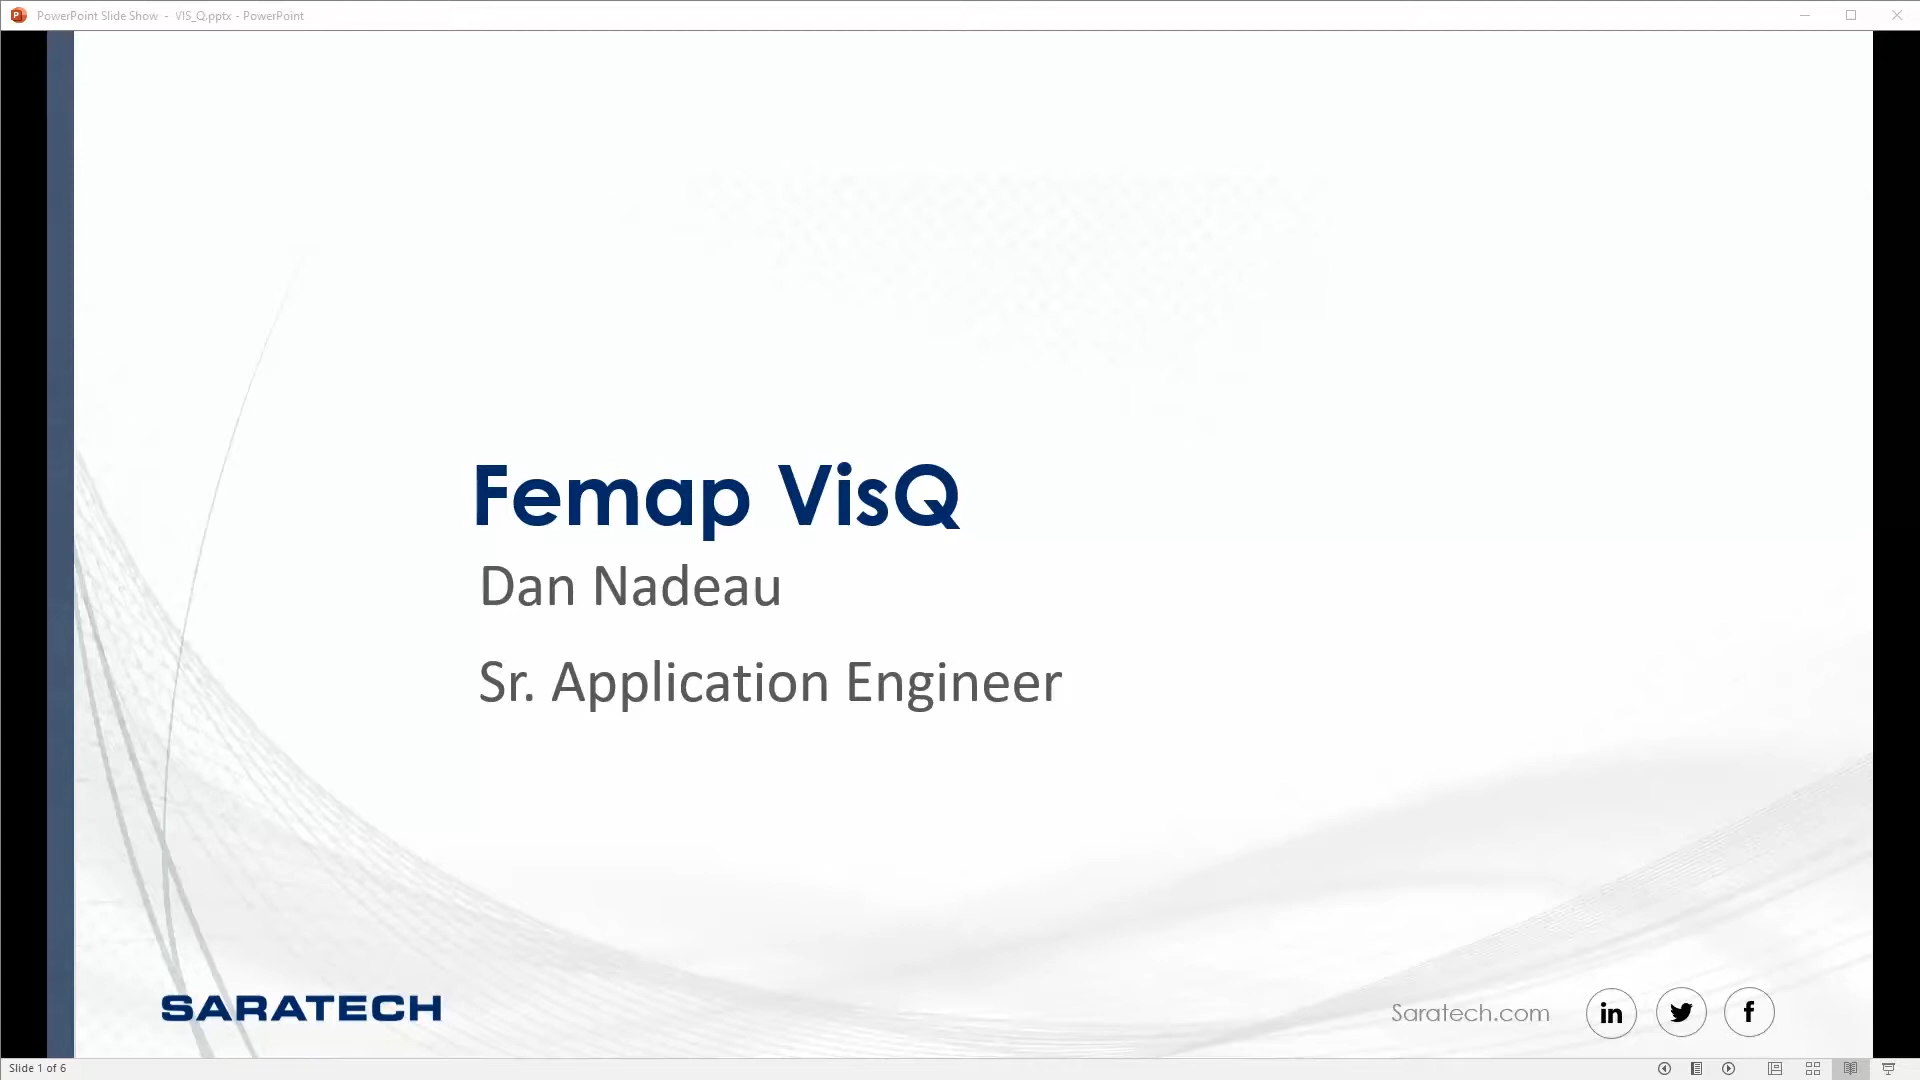 PowerPoint Slide Show - VIS_Q.pptx - PowerPoint
Femap VisQ
Dan Nadeau
Sr. Application Engineer
SARATECH
Saratech.com
in
f
Slide 1 of 6